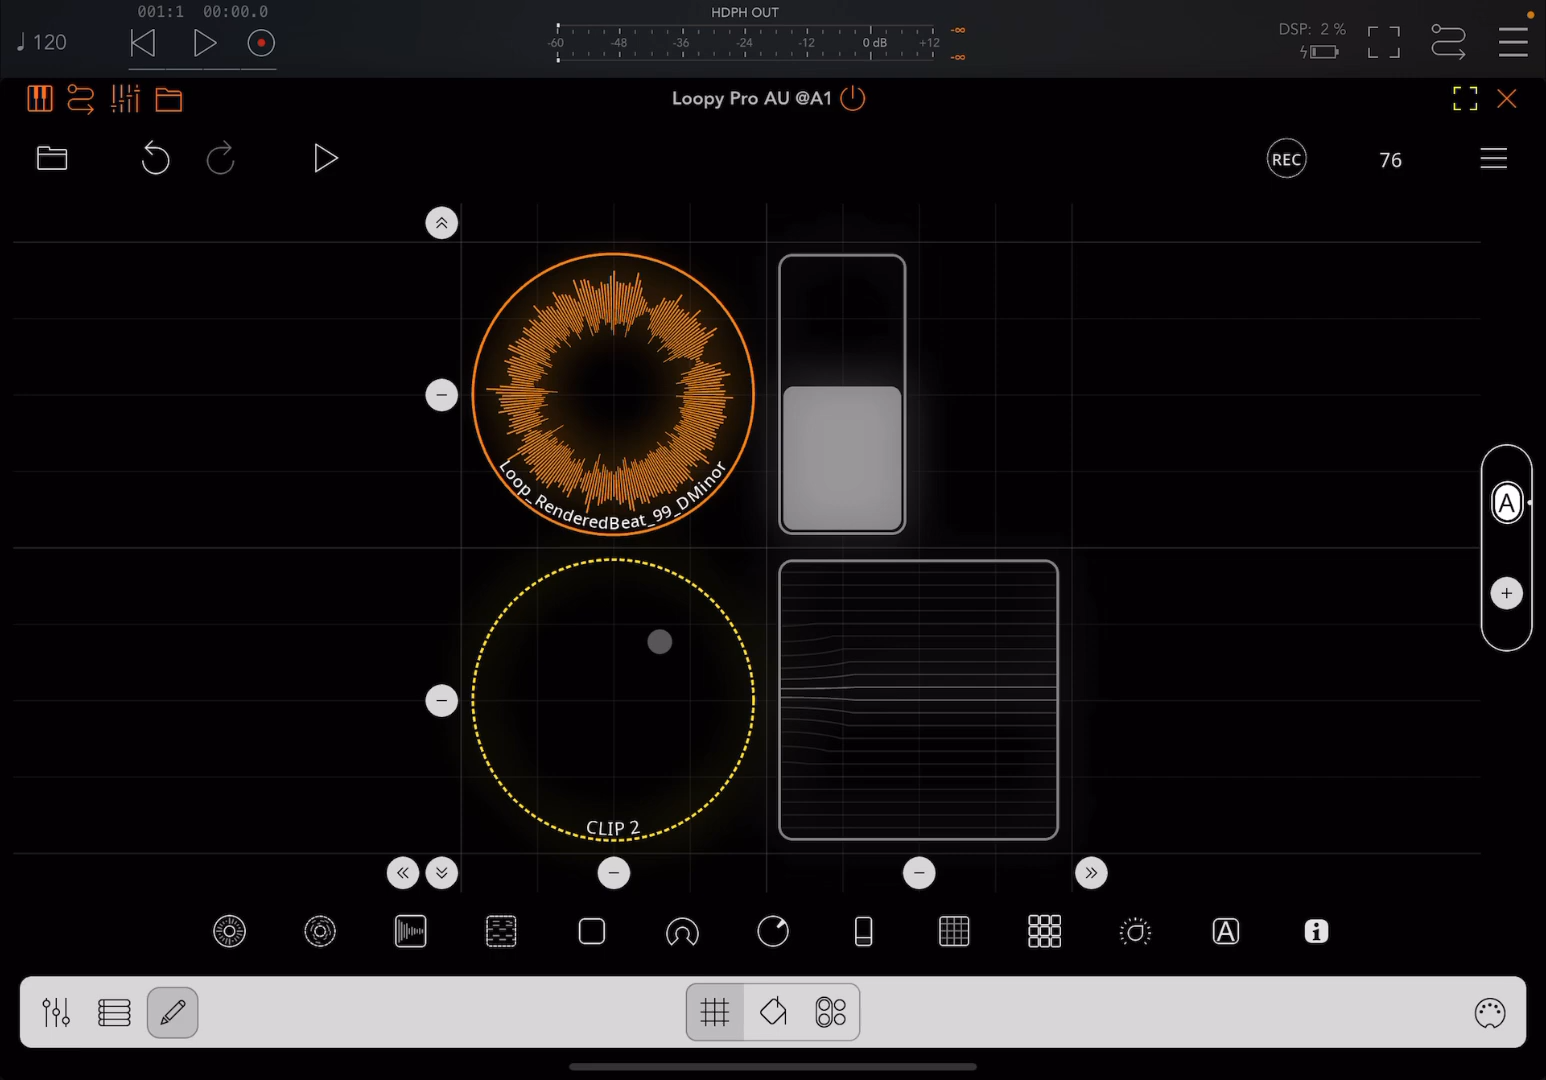 001:1 00:00.0
HDPH OUT
120
-60 -48 -36 -24 -12 0 dB +12
-∞
-∞
DSP: 2 %
Loopy Pro AU @A1
REC
76
Loop_RenderedBeat_99_DMinor
A
CLIP 2
A